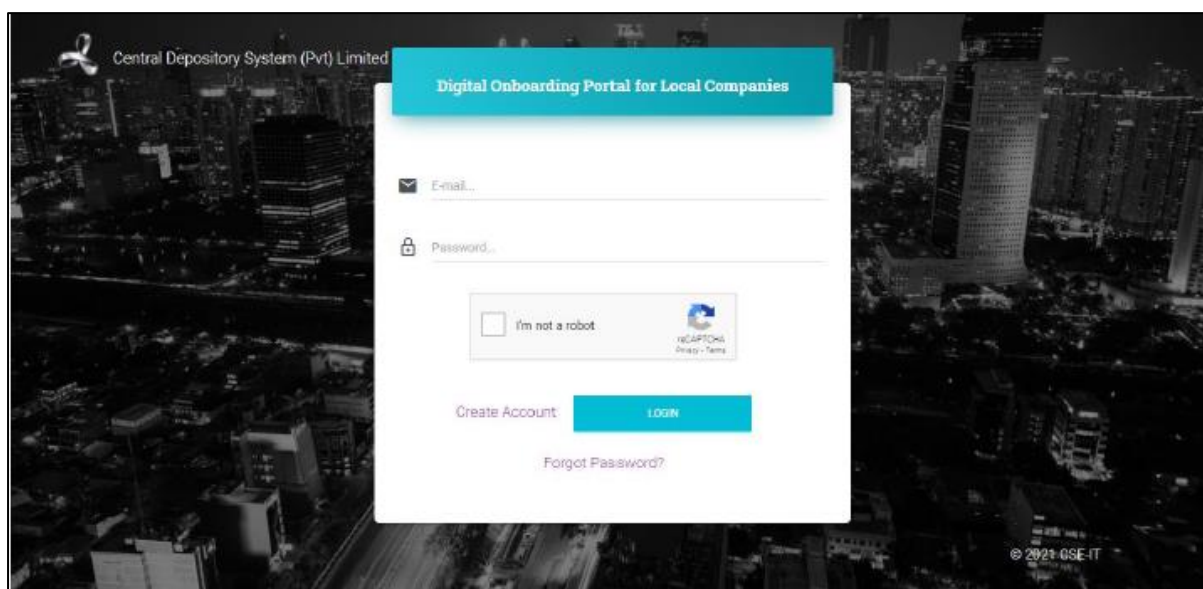 Central Depository System (Pvt) Limited
Digital Onboarding Portal for Local Companies
E-mail...
Password...
I'm not a robot
reCAPTCHA
Privacy - Terms
Create Account
LOGIN
Forgot Password?
© 2021 CSE-IT